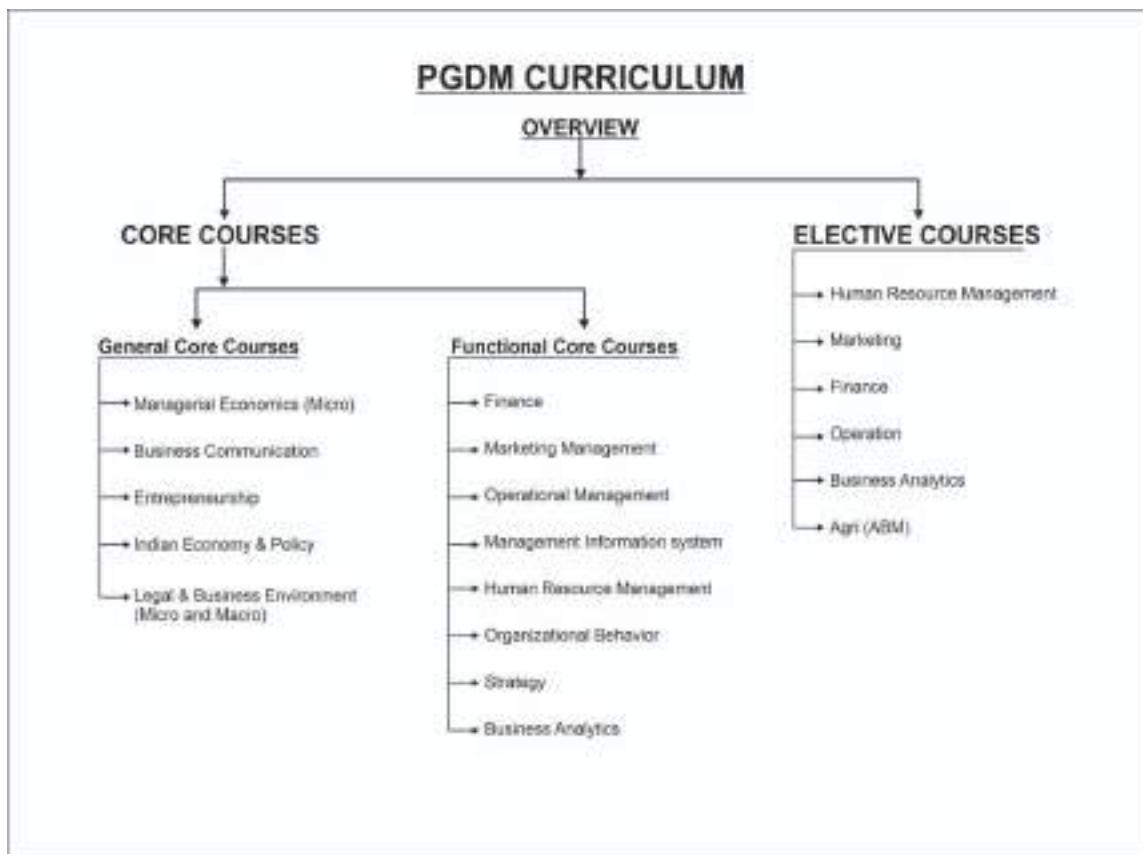 PGDM CURRICULUM
OVERVIEW
CORE COURSES
General Core Courses
Managerial Economics (Micro)
Business Communication
Entrepreneurship
Indian Economy & Policy
Legal & Business Environment
(Micro and Macro)
Functional Core Courses
Finance
Marketing Management
Operational Management
Management Information system
Human Resource Management
Organizational Behavior
Strategy
Business Analytics
ELECTIVE COURSES
Human Resource Management
Marketing
Finance
Operation
Business Analytics
Agri (ABM)